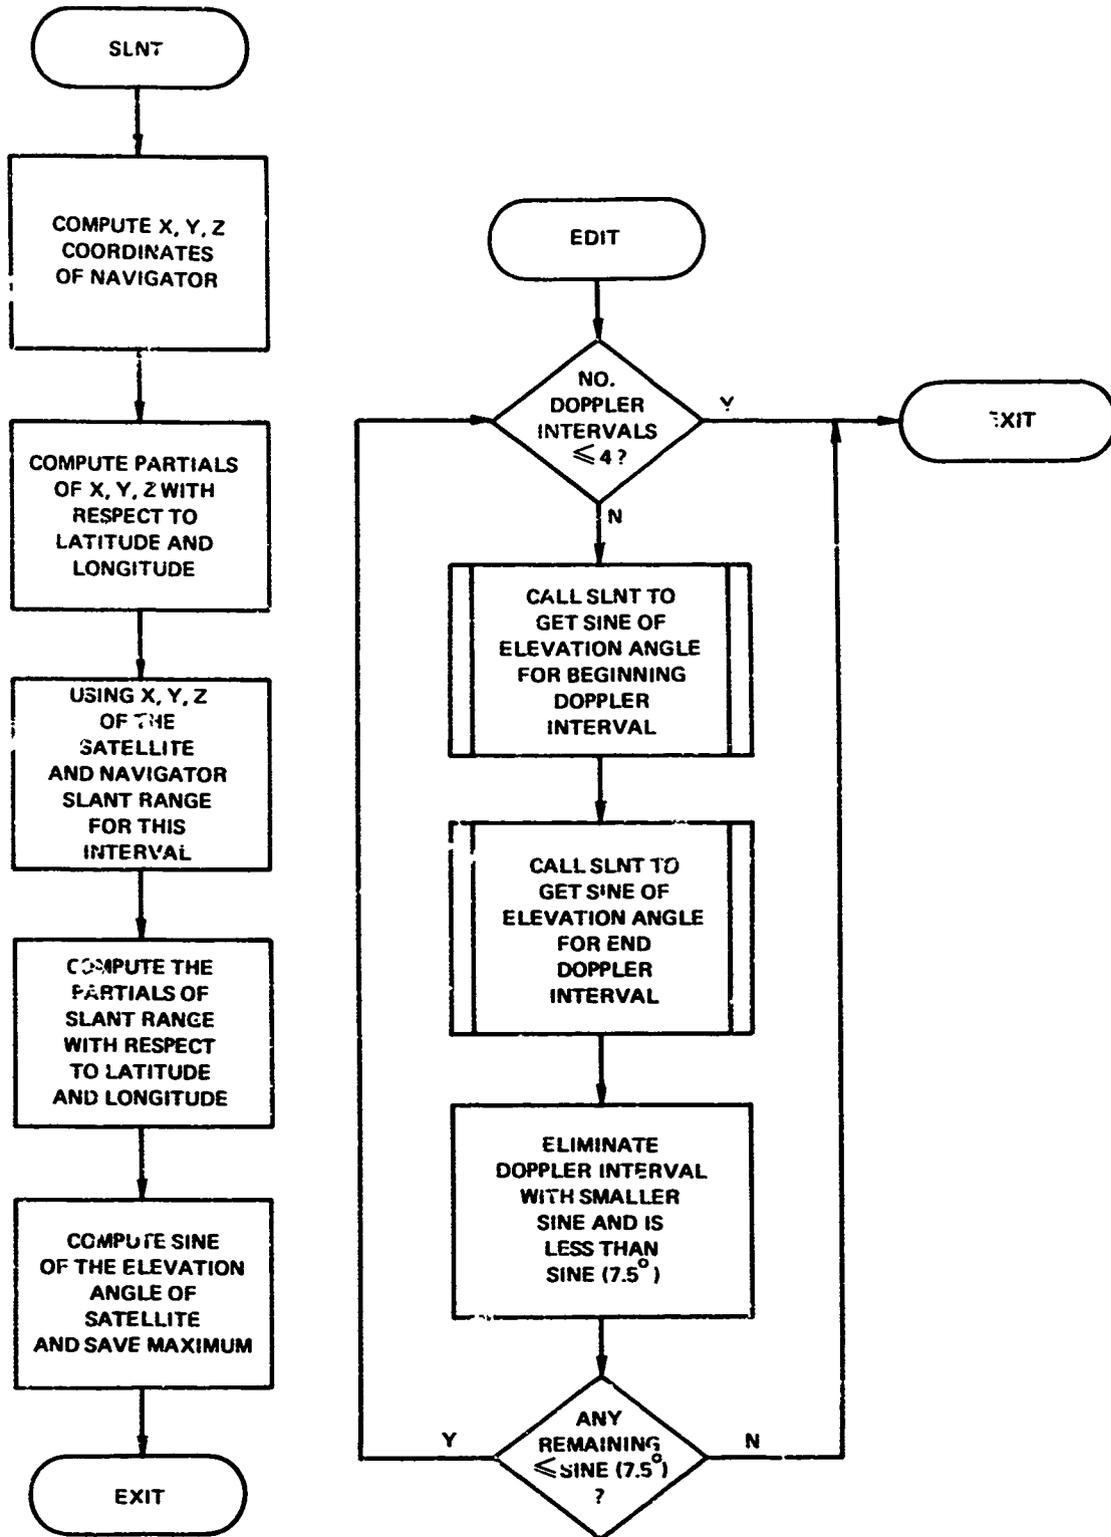 SLNT
COMPUTE X, Y, Z
COORDINATES
OF NAVIGATOR
COMPUTE PARTIALS
OF X, Y, Z WITH
RESPECT TO
LATITUDE AND
LONGITUDE
USING X, Y, Z
OF THE
SATELLITE
AND NAVIGATOR
SLANT RANGE
FOR THIS
INTERVAL
COMPUTE THE
PARTIALS OF
SLANT RANGE
WITH RESPECT
TO LATITUDE
AND LONGITUDE
COMPUTE SINE
OF THE ELEVATION
ANGLE OF
SATELLITE
AND SAVE MAXIMUM
EXIT
EDIT
NO.
DOPPLER
INTERVALS
⩽ 4 ?
Y
EXIT
N
CALL SLNT TO
GET SINE OF
ELEVATION ANGLE
FOR BEGINNING
DOPPLER
INTERVAL
CALL SLNT TO
GET SINE OF
ELEVATION ANGLE
FOR END
DOPPLER
INTERVAL
ELIMINATE
DOPPLER INTERVAL
WITH SMALLER
SINE AND IS
LESS THAN
SINE (7.5°)
ANY
REMAINING
⩽ SINE (7.5°)
?
Y
N